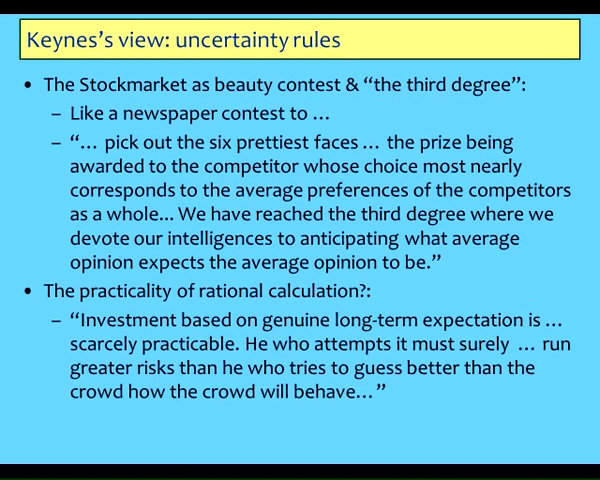 Keynes's view: uncertainty rules
• The Stockmarket as beauty contest & “the third degree”:
– Like a newspaper contest to …
– “… pick out the six prettiest faces … the prize being
awarded to the competitor whose choice most nearly
corresponds to the average preferences of the competitors
as a whole... We have reached the third degree where we
devote our intelligences to anticipating what average
opinion expects the average opinion to be.”
• The practicality of rational calculation?:
– “Investment based on genuine long-term expectation is …
scarcely practicable. He who attempts it must surely … run
greater risks than he who tries to guess better than the
crowd how the crowd will behave…”